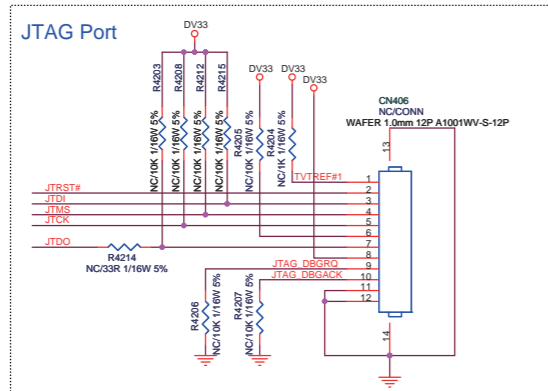 JTAG Port
DV33
DV33
DV33
DV33
R4203
R4208
R4212
R4215
NC/10K 1/16W 5%
NC/10K 1/16W 5%
NC/10K 1/16W 5%
NC/10K 1/16W 5%
R4205
NC/10K 1/16W 5%
R4204
NC/1K 1/16W 5%
CN406
NC/CONN
WAFER 1.0mm 12P A1001WV-S-12P
13
TVTREF#1
1
2
3
4
5
6
7
8
9
10
11
12
JTRST#
JTDI
JTMS
JTCK
JTDO
R4214
NC/33R 1/16W 5%
JTAG_DBGRQ
JTAG_DBGACK
R4206
NC/10K 1/16W 5%
R4207
NC/10K 1/16W 5%
14